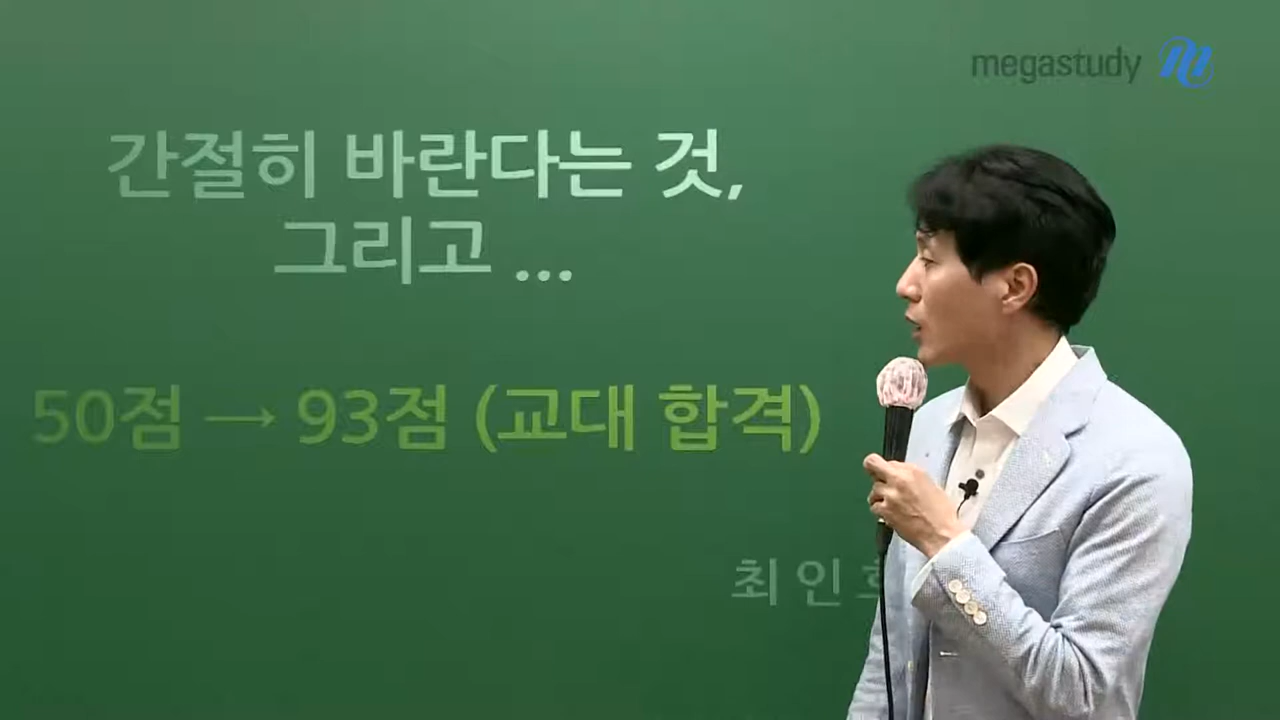 megastudy
간절히 바란다는 것,
그리고 ...
50점 → 93점 (교대 합격)
최 인